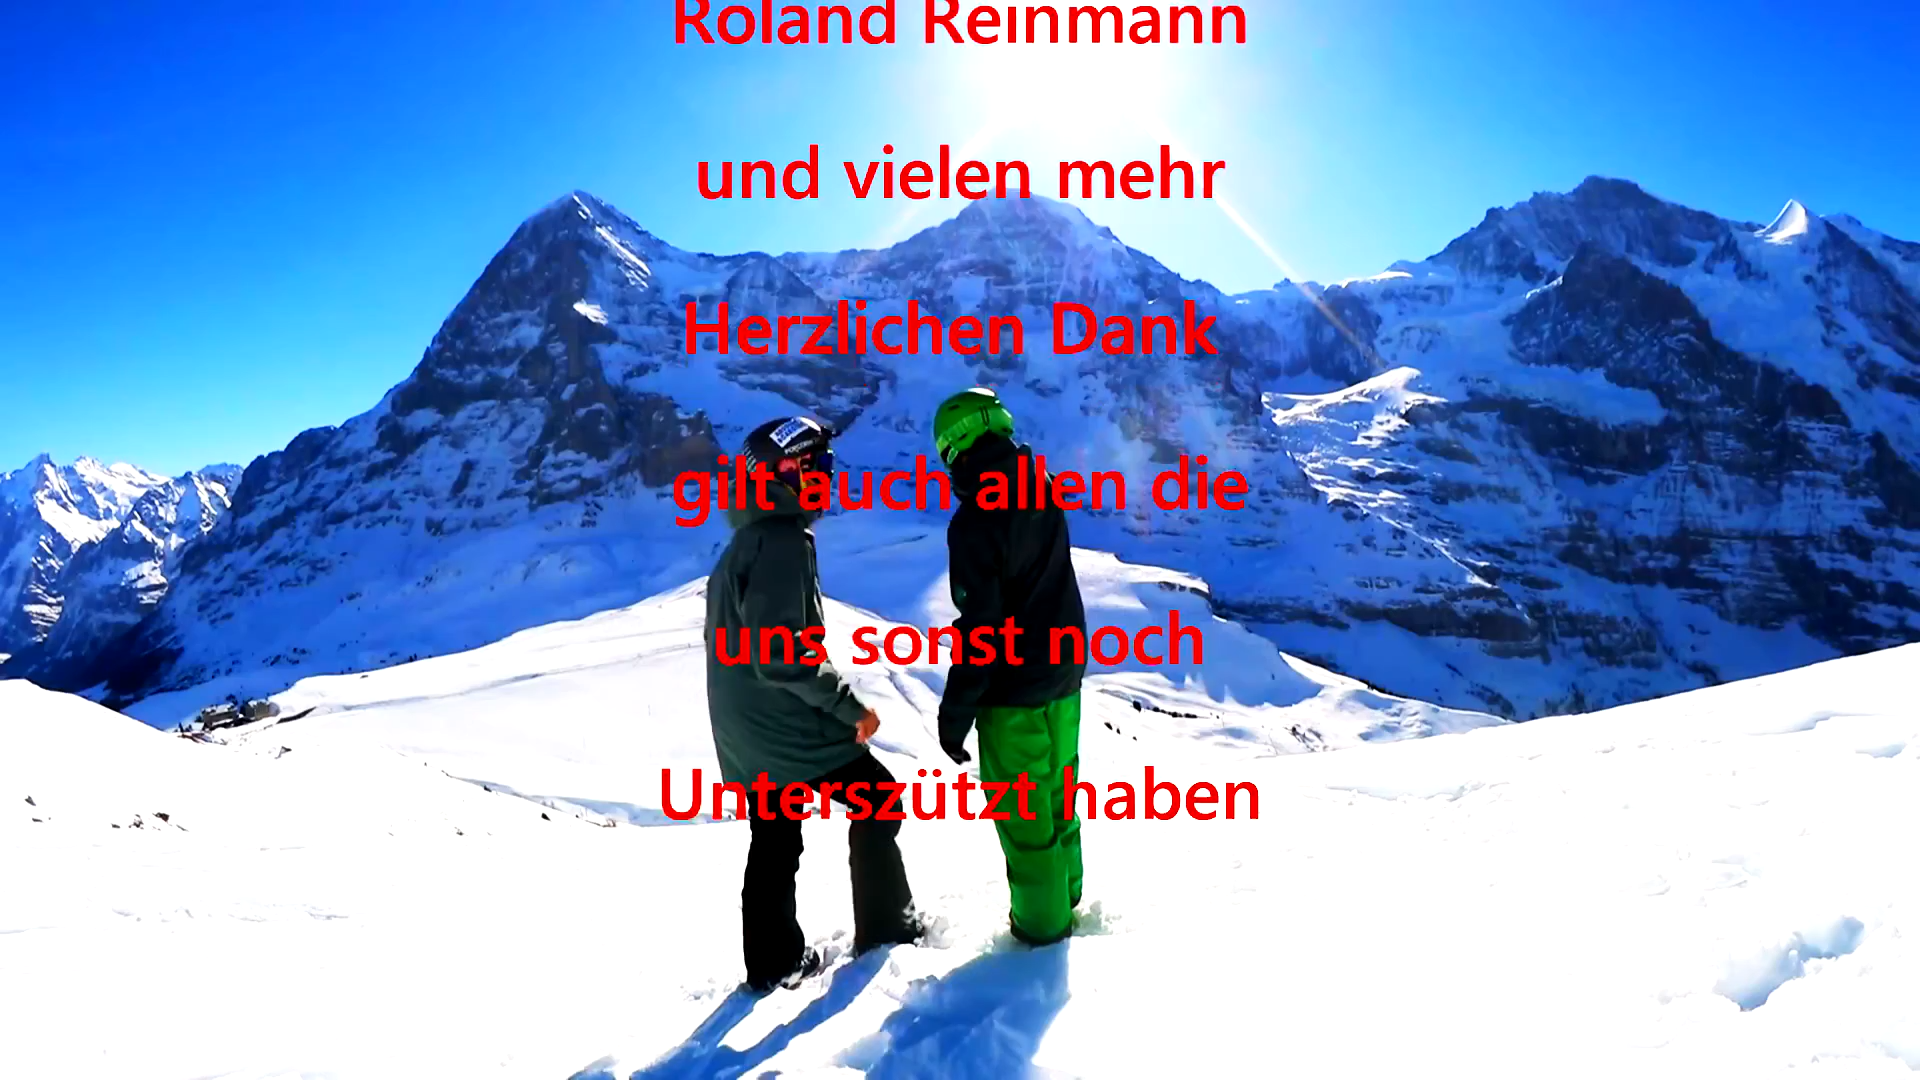 Roland Reinmann
und vielen mehr
Herzlichen Dank
gilt auch allen die
uns sonst noch
Unterszützt haben